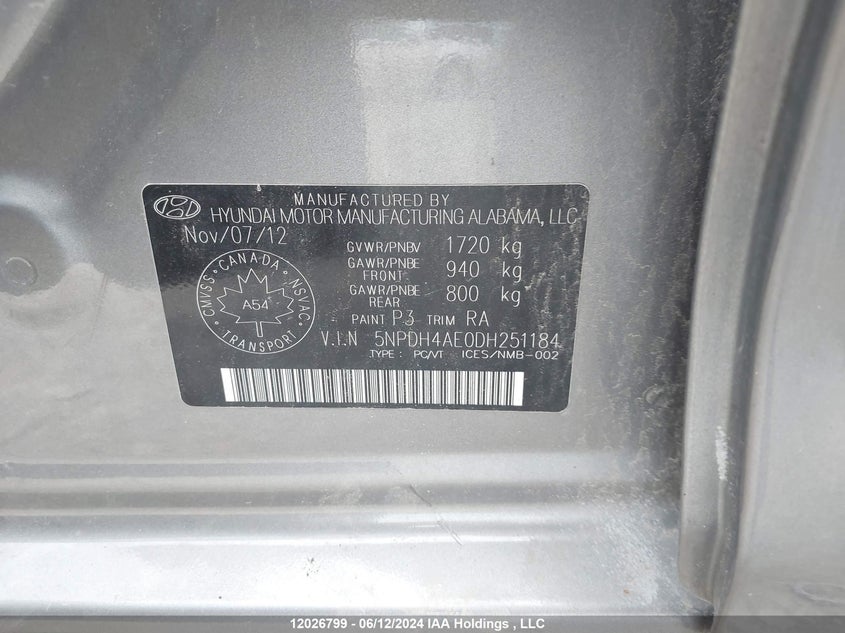 MANUFACTURED BY
HYUNDAI MOTOR MANUFACTURING ALABAMA, LLC
Nov/07/12
GVWR/PNBV 1720 kg
GAWR/PNBE FRONT 940 kg
GAWR/PNBE REAR 800 kg
PAINT P3 TRIM RA
CANADA
CMVSS NSVAC
A54
TRANSPORT
V.I.N 5NPDH4AE0DH251184
TYPE: PC/VT ICES/NMB-002
12026799 - 06/12/2024 IAA Holdings , LLC